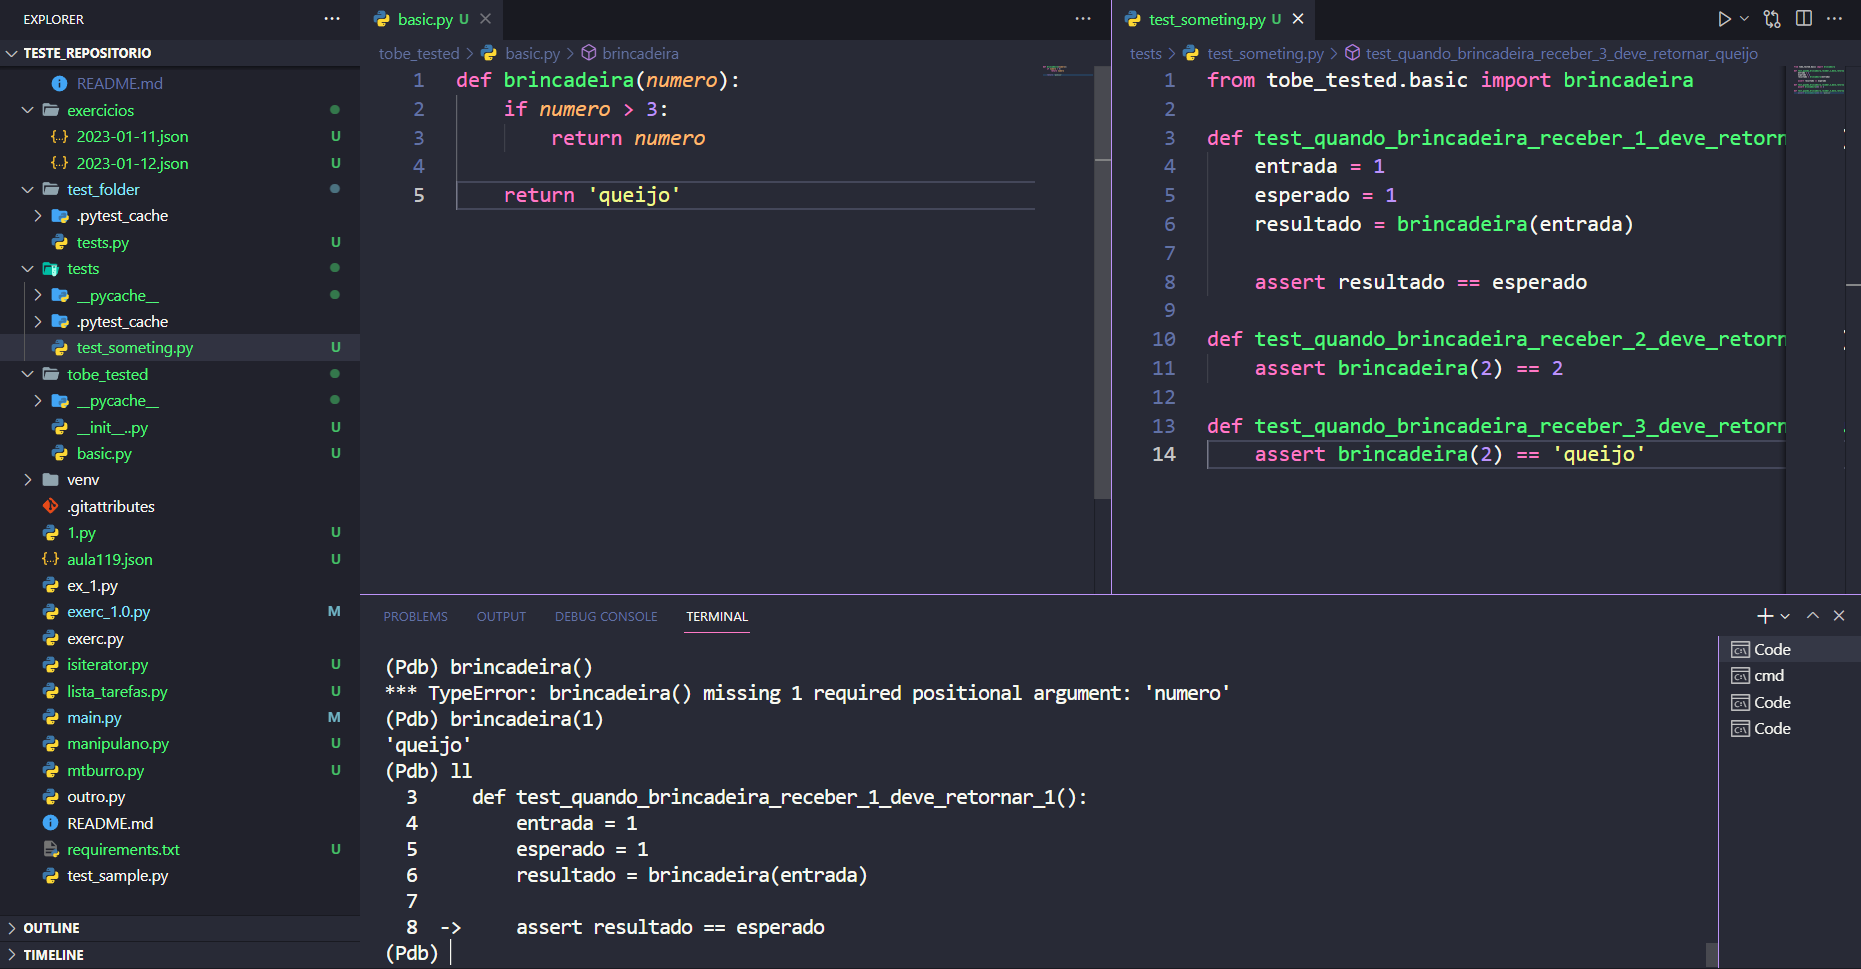 EXPLORER
TESTE_REPOSITORIO
README.md
exercicios
{..} 2023-01-11.json U
{..} 2023-01-12.json U
test_folder
.pytest_cache
tests.py U
tests
__pycache__
.pytest_cache
test_someting.py U
tobe_tested
__pycache__
__init__..py U
basic.py U
venv
.gitattributes
1.py U
{..} aula119.json U
ex_1.py
exerc_1.0.py M
exerc.py
isiterator.py U
lista_tarefas.py U
main.py M
manipulano.py U
mtburro.py U
outro.py
README.md
requirements.txt U
test_sample.py
OUTLINE
TIMELINE
basic.py U
tobe_tested > basic.py > brincadeira
1 def brincadeira(numero):
2     if numero > 3:
3         return numero
4
5     return 'queijo'
test_someting.py U
tests > test_someting.py > test_quando_brincadeira_receber_3_deve_retornar_queijo
1 from tobe_tested.basic import brincadeira
2
3 def test_quando_brincadeira_receber_1_deve_retorn
4     entrada = 1
5     esperado = 1
6     resultado = brincadeira(entrada)
7
8     assert resultado == esperado
9
10 def test_quando_brincadeira_receber_2_deve_retorn
11     assert brincadeira(2) == 2
12
13 def test_quando_brincadeira_receber_3_deve_retorn
14     assert brincadeira(2) == 'queijo'
PROBLEMS OUTPUT DEBUG CONSOLE TERMINAL
(Pdb) brincadeira()
*** TypeError: brincadeira() missing 1 required positional argument: 'numero'
(Pdb) brincadeira(1)
'queijo'
(Pdb) ll
3     def test_quando_brincadeira_receber_1_deve_retornar_1():
4         entrada = 1
5         esperado = 1
6         resultado = brincadeira(entrada)
7
8  ->     assert resultado == esperado
(Pdb)
Code
cmd
Code
Code